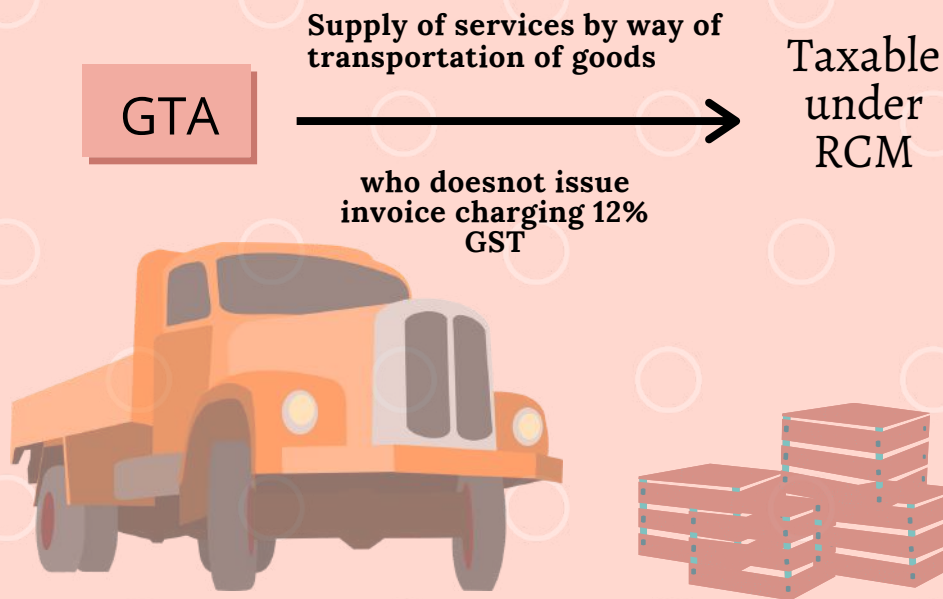 Supply of services by way of
transportation of goods
GTA
Taxable
under
RCM
who doesnot issue
invoice charging 12%
GST